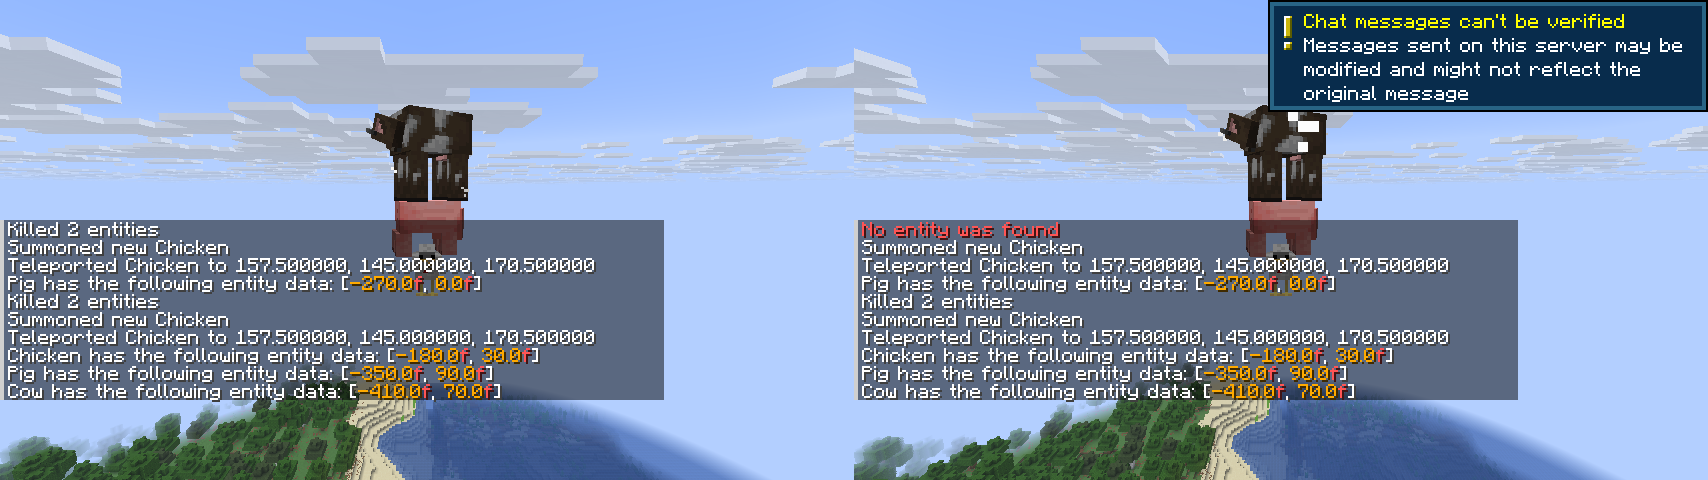 Killed 2 entities
Summoned new Chicken
Teleported Chicken to 157.500000, 145.000000, 170.500000
Pig has the following entity data: [-270.0f, 0.0f]
Killed 2 entities
Summoned new Chicken
Teleported Chicken to 157.500000, 145.000000, 170.500000
Chicken has the following entity data: [-180.0f, 30.0f]
Pig has the following entity data: [-350.0f, 90.0f]
Cow has the following entity data: [-410.0f, 70.0f]
Chat messages can't be verified
Messages sent on this server may be
modified and might not reflect the
original message
No entity was found
Summoned new Chicken
Teleported Chicken to 157.500000, 145.000000, 170.500000
Pig has the following entity data: [-270.0f, 0.0f]
Killed 2 entities
Summoned new Chicken
Teleported Chicken to 157.500000, 145.000000, 170.500000
Chicken has the following entity data: [-180.0f, 30.0f]
Pig has the following entity data: [-350.0f, 90.0f]
Cow has the following entity data: [-410.0f, 70.0f]